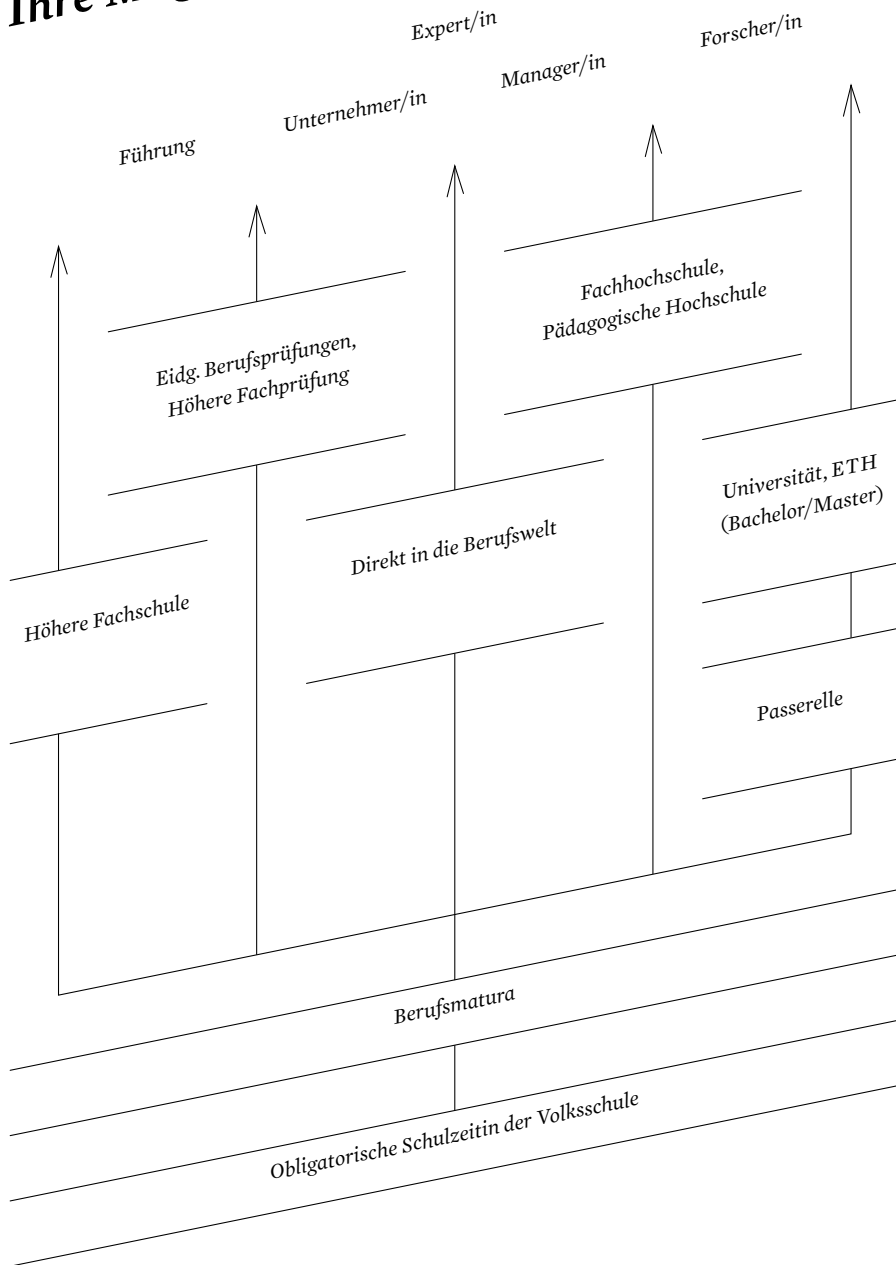 Ihre
Expert/in
Forscher/in
Manager/in
Unternehmer/in
Führung
Fachhochschule,
Pädagogische Hochschule
Eidg. Berufsprüfungen,
Höhere Fachprüfung
Universität, ETH
(Bachelor/Master)
Direkt in die Berufswelt
Höhere Fachschule
Passerelle
Berufsmatura
Obligatorische Schulzeitin der Volksschule